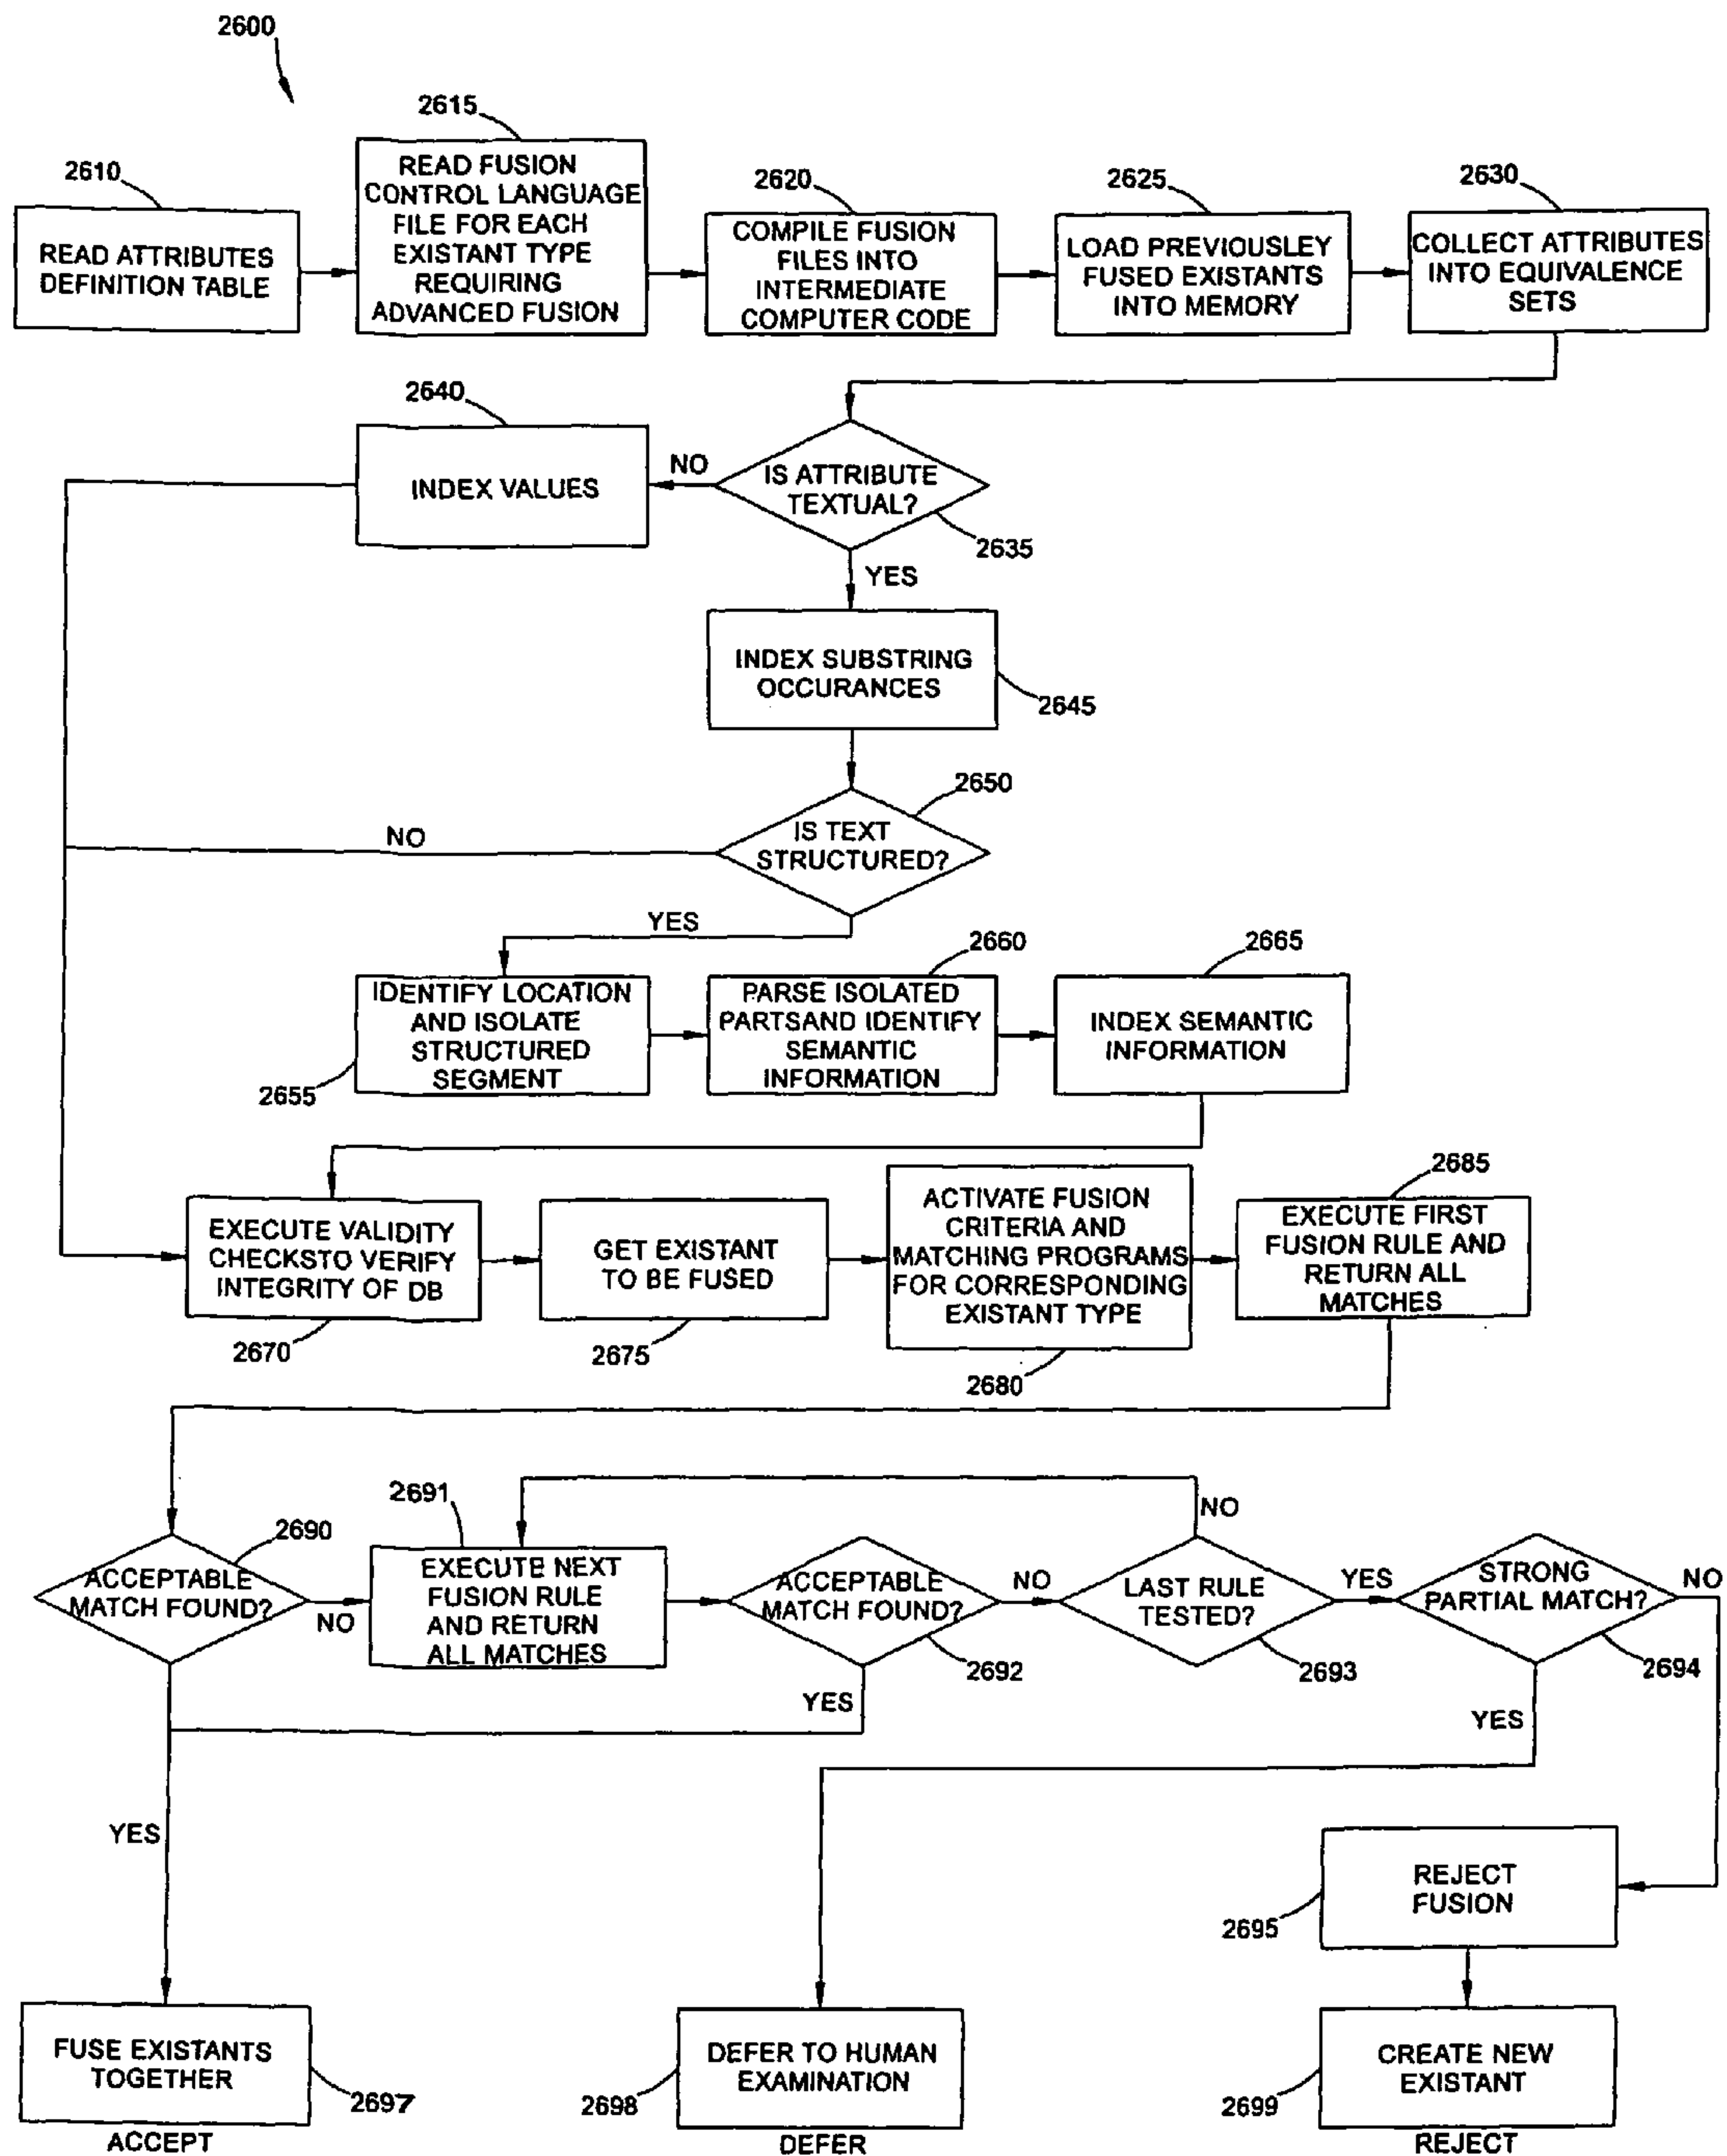 2600
2610
READ ATTRIBUTES
DEFINITION TABLE
2615
READ FUSION
CONTROL LANGUAGE
FILE FOR EACH
EXISTANT TYPE
REQUIRING
ADVANCED FUSION
2620
COMPILE FUSION
FILES INTO
INTERMEDIATE
COMPUTER CODE
2625
LOAD PREVIOUSLEY
FUSED EXISTANTS
INTO MEMORY
2630
COLLECT ATTRIBUTES
INTO EQUIVALENCE
SETS
2640
INDEX VALUES
NO
IS ATTRIBUTE
TEXTUAL?
2635
YES
INDEX SUBSTRING
OCCURANCES
2645
2650
IS TEXT
STRUCTURED?
NO
YES
IDENTIFY LOCATION
AND ISOLATE
STRUCTURED
SEGMENT
2655
2660
PARSE ISOLATED
PARTSAND IDENTIFY
SEMANTIC
INFORMATION
2665
INDEX SEMANTIC
INFORMATION
EXECUTE VALIDITY
CHECKSTO VERIFY
INTEGRITY OF DB
2670
GET EXISTANT
TO BE FUSED
2675
ACTIVATE FUSION
CRITERIA AND
MATCHING PROGRAMS
FOR CORRESPONDING
EXISTANT TYPE
2680
2685
EXECUTE FIRST
FUSION RULE AND
RETURN ALL
MATCHES
2690
ACCEPTABLE
MATCH FOUND?
NO
2691
EXECUTE NEXT
FUSION RULE
AND RETURN
ALL MATCHES
ACCEPTABLE
MATCH FOUND?
2692
NO
YES
NO
LAST RULE
TESTED?
2693
YES
STRONG
PARTIAL MATCH?
2694
NO
YES
YES
REJECT
FUSION
2695
FUSE EXISTANTS
TOGETHER
2697
ACCEPT
DEFER TO HUMAN
EXAMINATION
2698
DEFER
CREATE NEW
EXISTANT
2699
REJECT